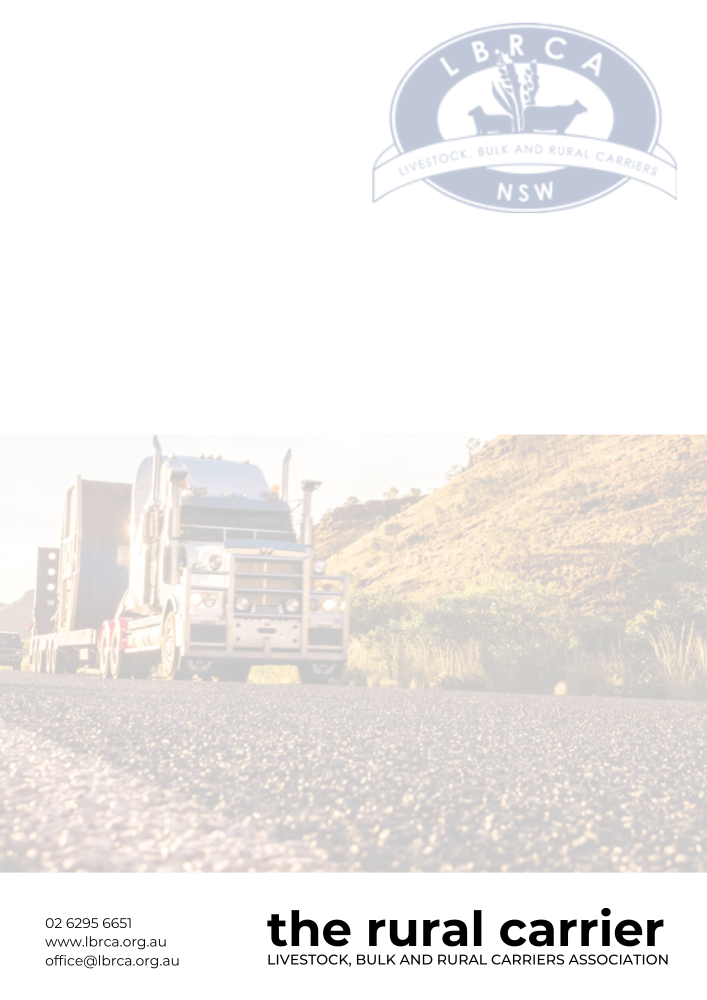 L B R C A
LIVESTOCK, BULK AND RURAL CARRIERS
NSW
02 6295 6651
www.lbrca.org.au
office@lbrca.org.au
the rural carrier
LIVESTOCK, BULK AND RURAL CARRIERS ASSOCIATION